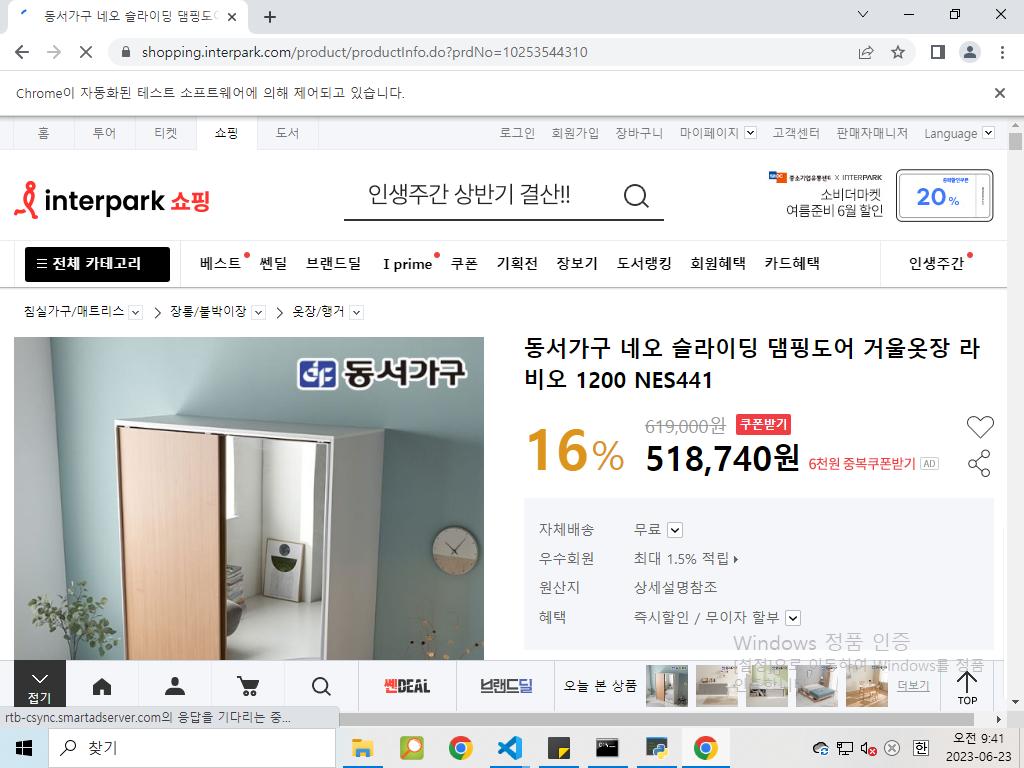 동서가구 네오 슬라이딩 댐핑도어
shopping.interpark.com/product/productInfo.do?prdNo=10253544310
Chrome이 자동화된 테스트 소프트웨어에 의해 제어되고 있습니다.
홈 투어 티켓 쇼핑 도서 로그인 회원가입 장바구니 마이페이지 고객센터 판매자매니저 Language
interpark 쇼핑
인생주간 상반기 결산!!
중소기업유통센터 X INTERPARK
소비더마켓
여름준비 6월 할인
20%
전체 카테고리 베스트 쎈딜 브랜드딜 I prime 쿠폰 기획전 장보기 도서랭킹 회원혜택 카드혜택 인생주간
침실가구/매트리스 장롱/붙박이장 옷장/행거
동서가구
동서가구 네오 슬라이딩 댐핑도어 거울옷장 라
비오 1200 NES441
16%
619,000원 쿠폰받기
518,740원 6천원 중복쿠폰받기 AD
자체배송 무료
우수회원 최대 1.5% 적립
원산지 상세설명참조
혜택 즉시할인 / 무이자 할부
Windows 정품 인증
[설정]으로 이동하여 Windows를 정품
접기
쎈DEAL
브랜드딜
오늘 본 상품
더보기
TOP
rtb-csync.smartadserver.com의 응답을 기다리는 중...
찾기
한
오전 9:41
2023-06-23